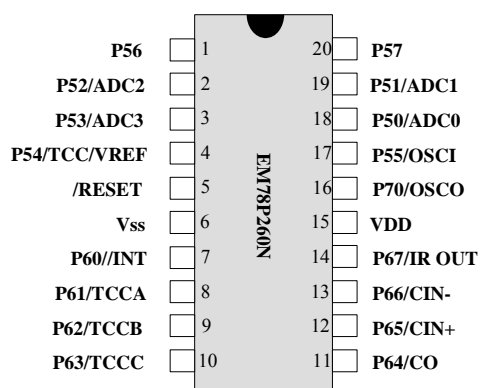 P56 1 20 P57
P52/ADC2 2 19 P51/ADC1
P53/ADC3 3 18 P50/ADC0
P54/TCC/VREF 4 17 P55/OSCI
/RESET 5 16 P70/OSCO
Vss 6 15 VDD
P60//INT 7 14 P67/IR OUT
P61/TCCA 8 13 P66/CIN-
P62/TCCB 9 12 P65/CIN+
P63/TCCC 10 11 P64/CO
EM78P260N